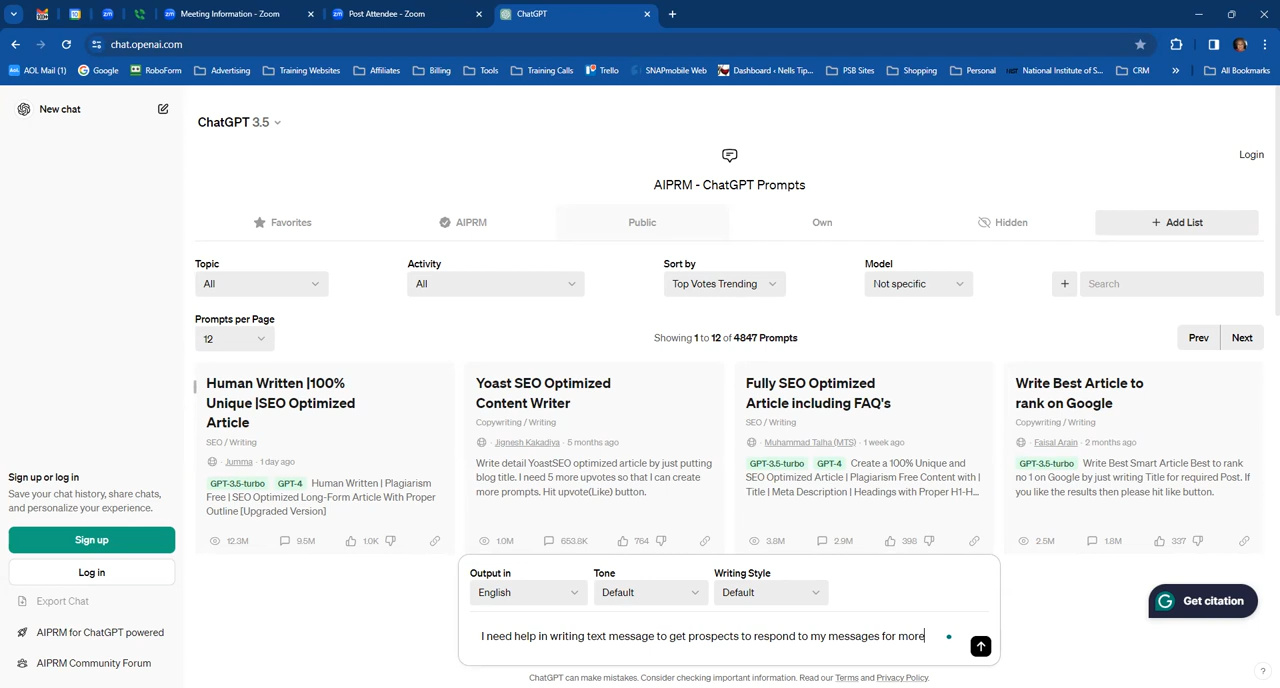 Meeting Information - Zoom
Post Attendee - Zoom
ChatGPT
chat.openai.com
AOL Mail (1)
Google
RoboForm
Advertising
Training Websites
Affiliates
Billing
Tools
Training Calls
Trello
SNAPmobile Web
Dashboard ‹ Nells Tip...
PSB Sites
Shopping
Personal
National Institute of S...
CRM
»
All Bookmarks
New chat
ChatGPT 3.5
Login
AIPRM - ChatGPT Prompts
Favorites
AIPRM
Public
Own
Hidden
+ Add List
Topic
Activity
Sort by
Model
All
All
Top Votes Trending
Not specific
+
Search
Prompts per Page
12
Showing 1 to 12 of 4847 Prompts
Prev
Next
Human Written |100%
Unique |SEO Optimized
Article
SEO / Writing
· Jumma · 1 day ago
GPT-3.5-turbo GPT-4 Human Written | Plagiarism
Free | SEO Optimized Long-Form Article With Proper
Outline [Upgraded Version]
12.3M 9.5M 1.0K
Yoast SEO Optimized
Content Writer
Copywriting / Writing
· Jignesh Kakadiya · 5 months ago
Write detail YoastSEO optimized article by just putting
blog title. I need 5 more upvotes so that I can create
more prompts. Hit upvote(Like) button.
1.0M 653.8K 764
Fully SEO Optimized
Article including FAQ's
SEO / Writing
· Muhammad Talha (MTS) · 1 week ago
GPT-3.5-turbo GPT-4 Create a 100% Unique and
SEO Optimized Article | Plagiarism Free Content with |
Title | Meta Description | Headings with Proper H1-H...
3.8M 2.9M 398
Write Best Article to
rank on Google
Copywriting / Writing
· Faisal Arain · 2 months ago
GPT-3.5-turbo Write Best Smart Article Best to rank
no 1 on Google by just writing Title for required Post. If
you like the results then please hit like button.
2.5M 1.8M 337
Sign up or log in
Save your chat history, share chats,
and personalize your experience.
Sign up
Log in
Export Chat
AIPRM for ChatGPT powered
AIPRM Community Forum
Output in
Tone
Writing Style
English
Default
Default
I need help in writing text message to get prospects to respond to my messages for more
Get citation
ChatGPT can make mistakes. Consider checking important information. Read our Terms and Privacy Policy.
?